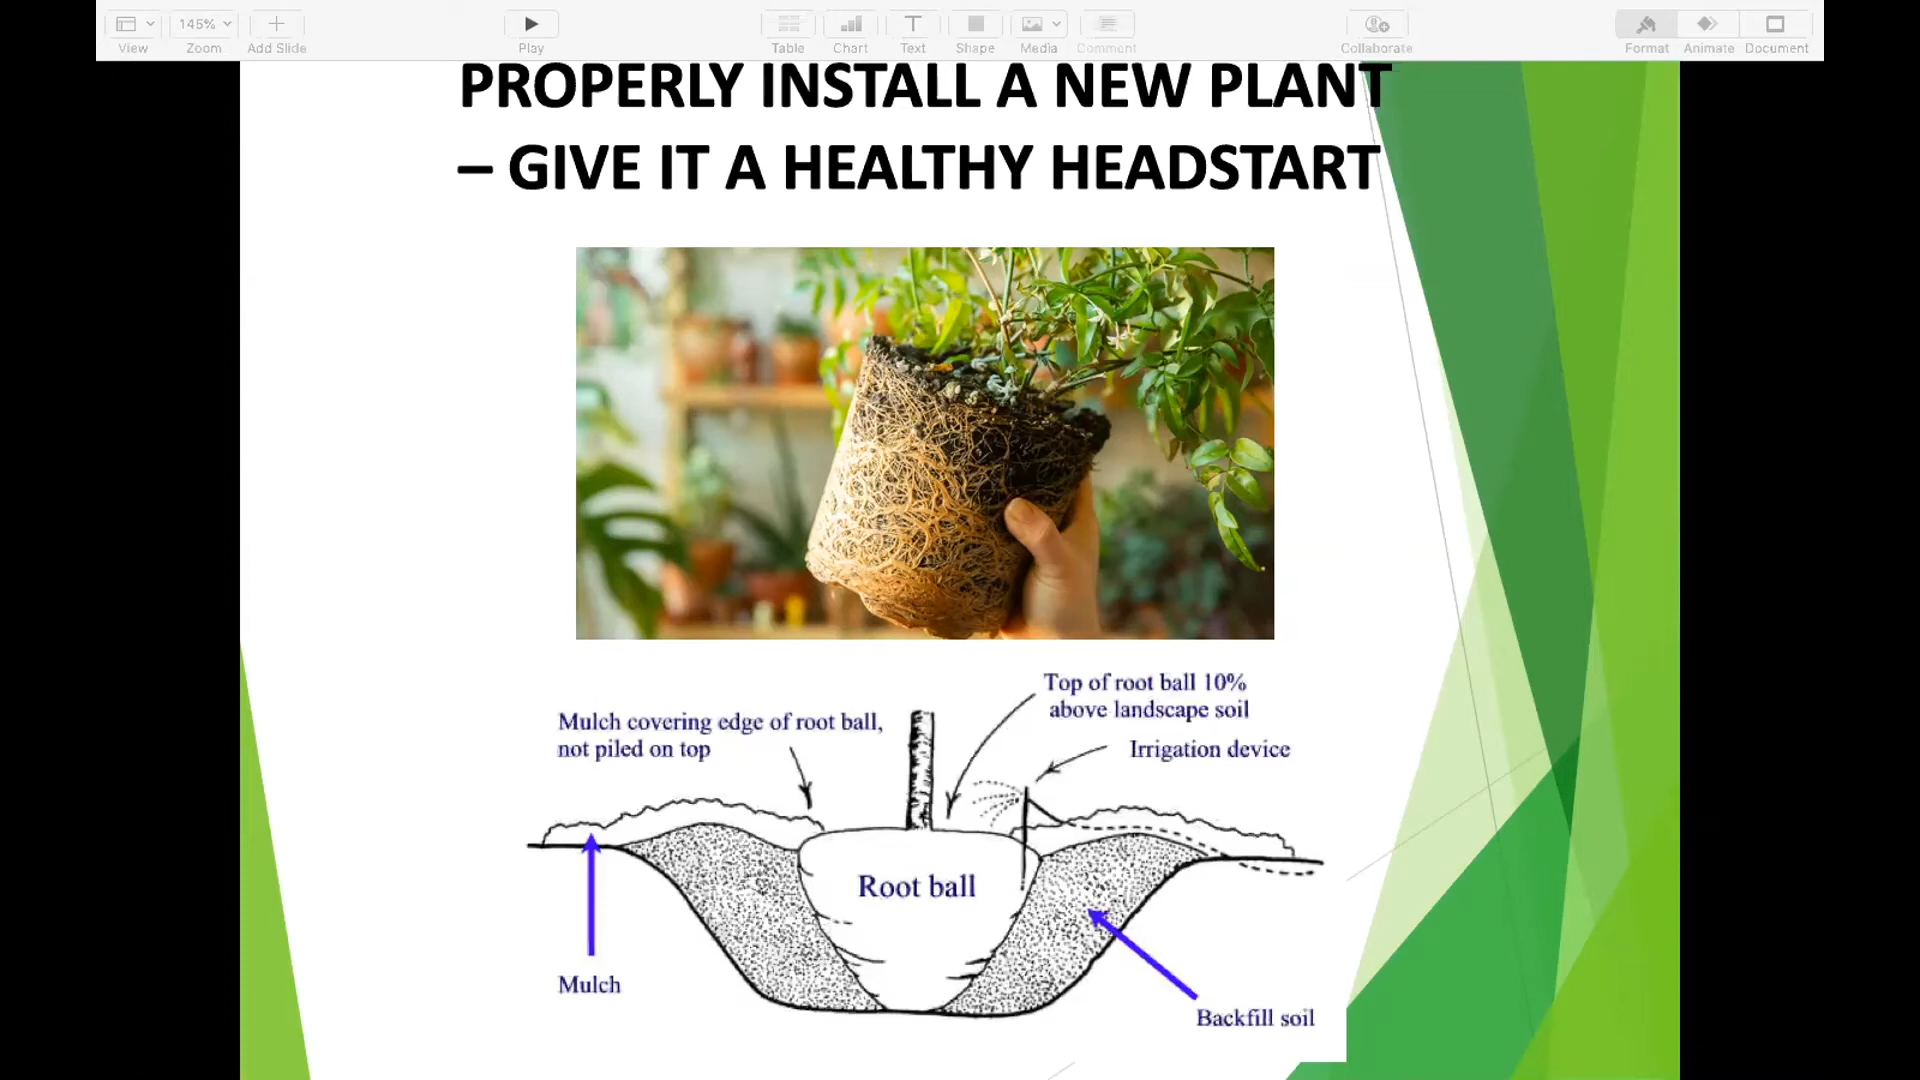 145%
View
Zoom
Add Slide
Play
Table
Chart
Text
Shape
Media
Comment
Collaborate
Format
Animate
Document
PROPERLY INSTALL A NEW PLANT
– GIVE IT A HEALTHY HEADSTART
Top of root ball 10%
above landscape soil
Mulch covering edge of root ball,
not piled on top
Irrigation device
Root ball
Mulch
Backfill soil